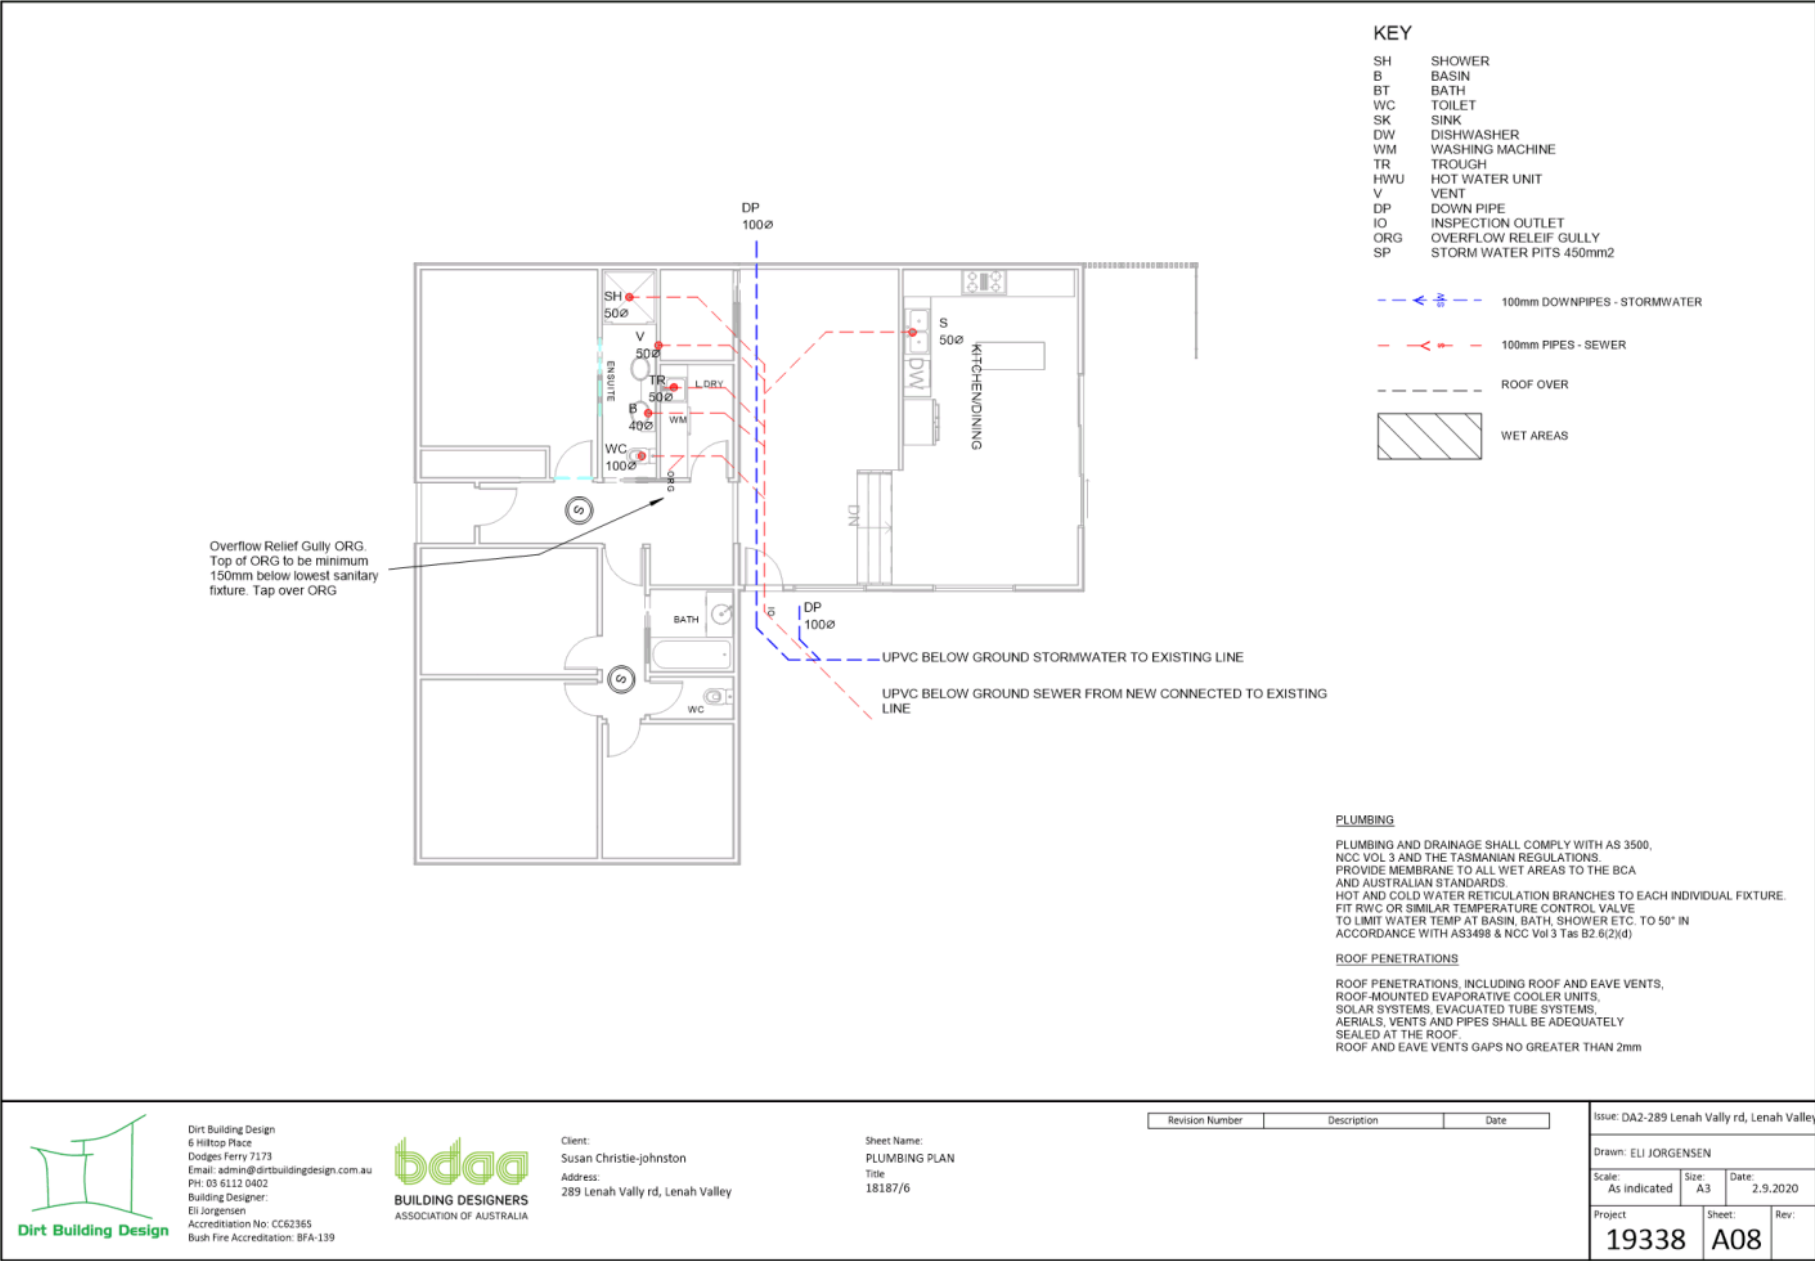 KEY
SH SHOWER
B BASIN
BT BATH
WC TOILET
SK SINK
DW DISHWASHER
WM WASHING MACHINE
TR TROUGH
HWU HOT WATER UNIT
V VENT
DP DOWN PIPE
IO INSPECTION OUTLET
ORG OVERFLOW RELEIF GULLY
SP STORM WATER PITS 450mm2
SW 100mm DOWNPIPES - STORMWATER
S 100mm PIPES - SEWER
ROOF OVER
WET AREAS
DP
100Ø
SH
50Ø
V
50Ø
ENSUITE
TR
50Ø
L.DRY
B
40Ø
WM
WC
100Ø
ORG
S
50Ø
DW
KITCHEN/DINING
DN
S
Overflow Relief Gully ORG.
Top of ORG to be minimum
150mm below lowest sanitary
fixture. Tap over ORG
BATH
IO
DP
100Ø
S
WC
UPVC BELOW GROUND STORMWATER TO EXISTING LINE
UPVC BELOW GROUND SEWER FROM NEW CONNECTED TO EXISTING
LINE
PLUMBING
PLUMBING AND DRAINAGE SHALL COMPLY WITH AS 3500,
NCC VOL 3 AND THE TASMANIAN REGULATIONS.
PROVIDE MEMBRANE TO ALL WET AREAS TO THE BCA
AND AUSTRALIAN STANDARDS.
HOT AND COLD WATER RETICULATION BRANCHES TO EACH INDIVIDUAL FIXTURE.
FIT RWC OR SIMILAR TEMPERATURE CONTROL VALVE
TO LIMIT WATER TEMP AT BASIN, BATH, SHOWER ETC. TO 50° IN
ACCORDANCE WITH AS3498 & NCC Vol 3 Tas B2.6(2)(d)
ROOF PENETRATIONS
ROOF PENETRATIONS, INCLUDING ROOF AND EAVE VENTS,
ROOF-MOUNTED EVAPORATIVE COOLER UNITS,
SOLAR SYSTEMS, EVACUATED TUBE SYSTEMS,
AERIALS, VENTS AND PIPES SHALL BE ADEQUATELY
SEALED AT THE ROOF.
ROOF AND EAVE VENTS GAPS NO GREATER THAN 2mm
Dirt Building Design
Dirt Building Design
6 Hilltop Place
Dodges Ferry 7173
Email: admin@dirtbuildingdesign.com.au
PH: 03 6112 0402
Building Designer:
Eli Jorgensen
Accreditiation No: CC62365
Bush Fire Accreditation: BFA-139
bdaa
BUILDING DESIGNERS
ASSOCIATION OF AUSTRALIA
Client:
Susan Christie-johnston
Address:
289 Lenah Vally rd, Lenah Valley
Sheet Name:
PLUMBING PLAN
Title
18187/6
Revision Number Description Date
Issue: DA2-289 Lenah Vally rd, Lenah Valley
Drawn: ELI JORGENSEN
Scale: As indicated
Size: A3
Date: 2.9.2020
Project 19338
Sheet: A08
Rev: